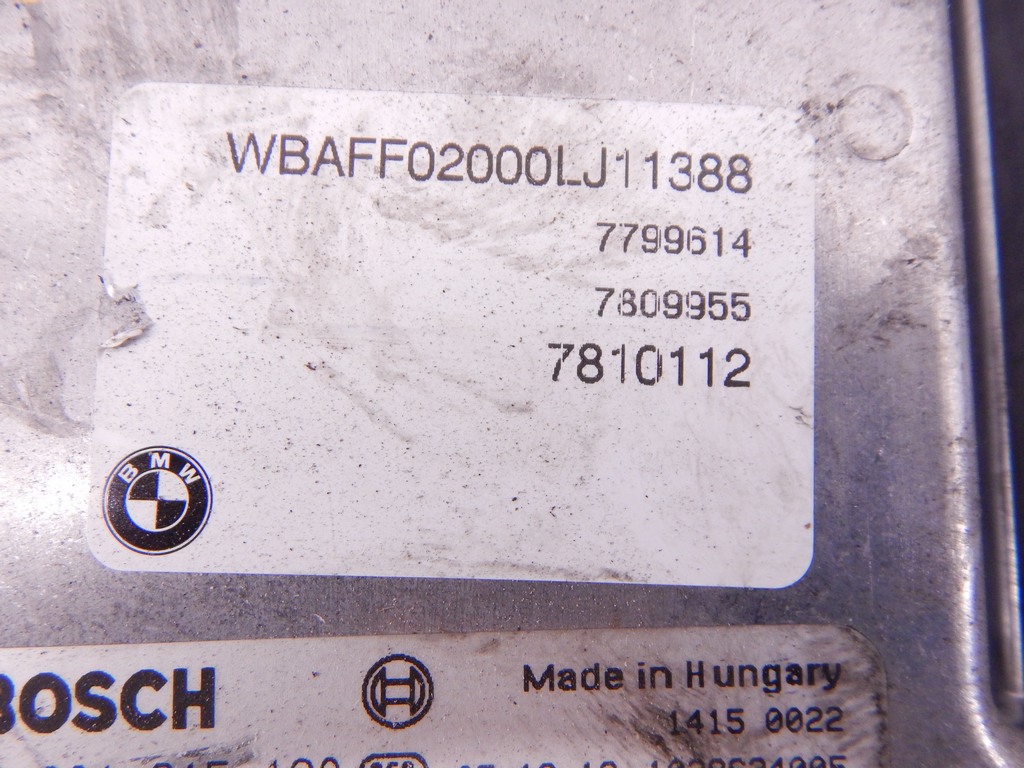 WBAFF02000LJ11388
7799614
7809955
7810112
BMW
BOSCH
Made in Hungary
1415 0022